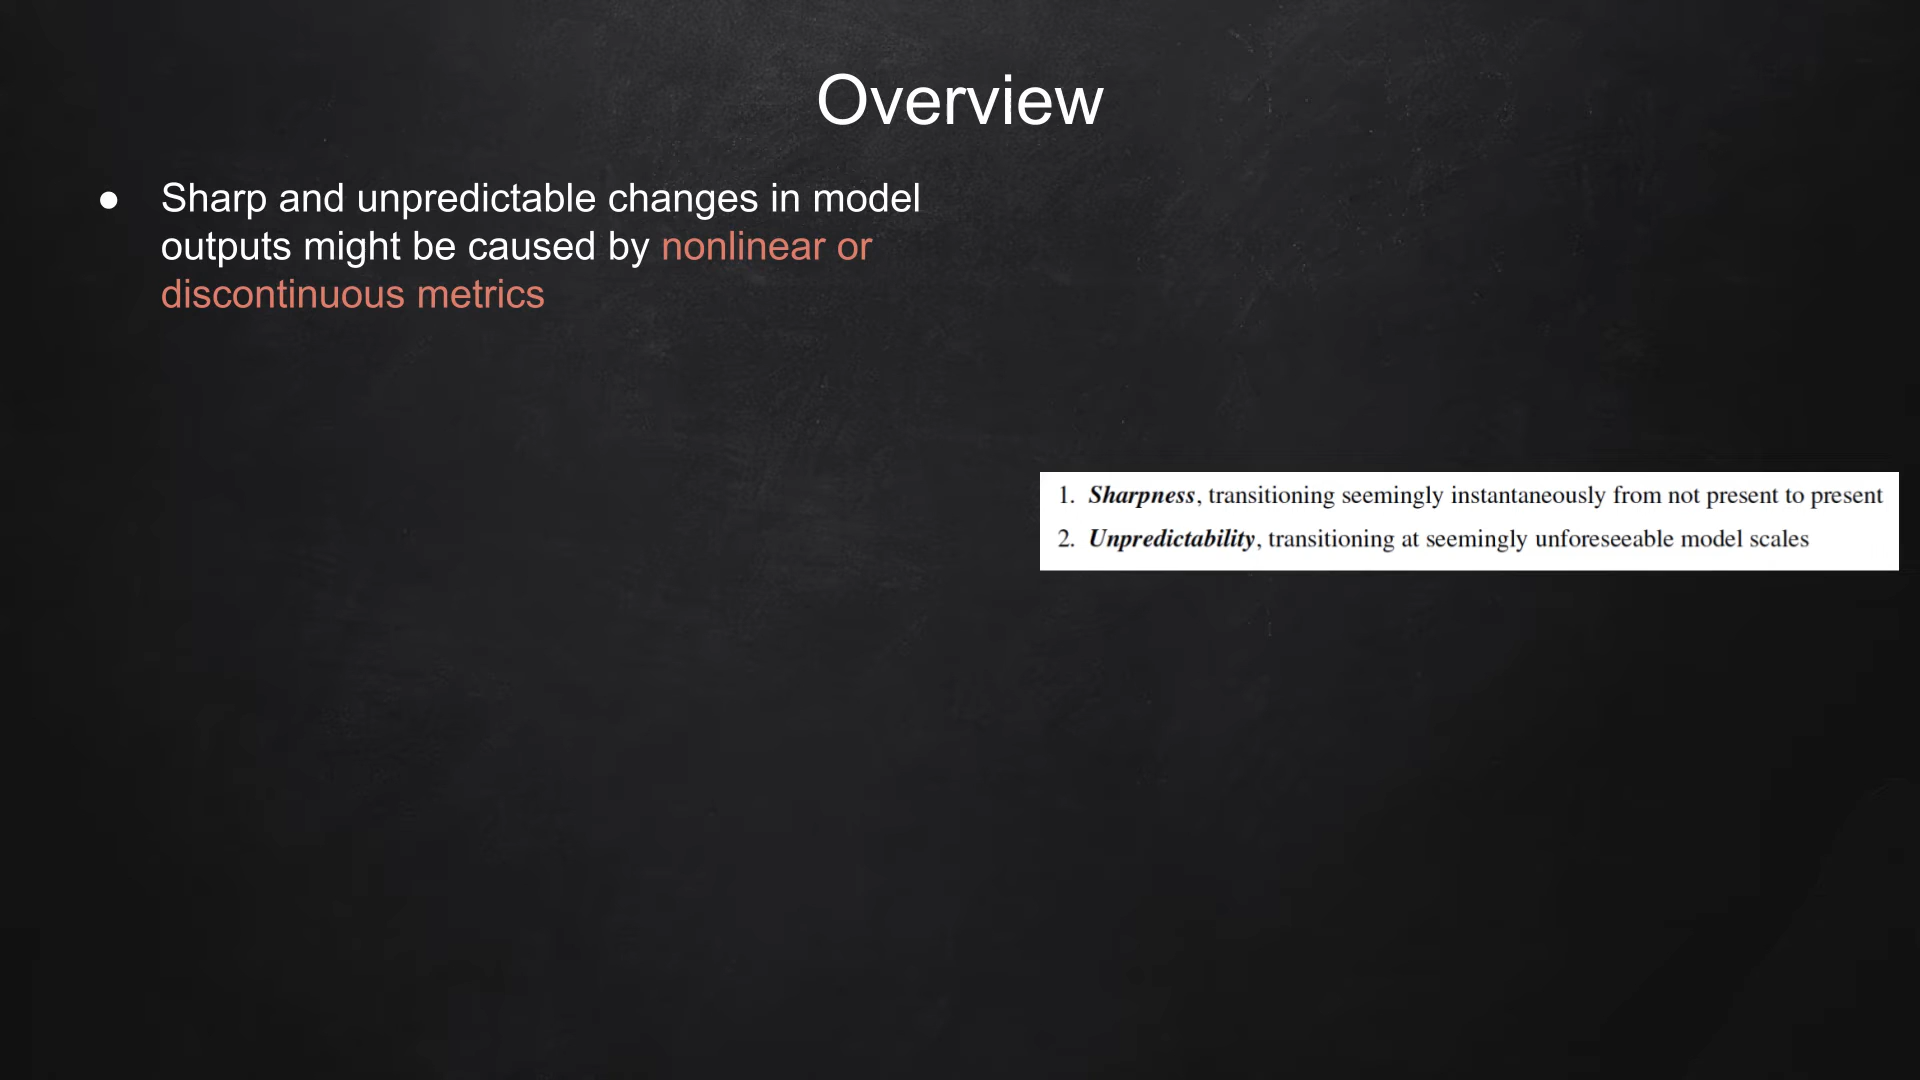 Overview
● Sharp and unpredictable changes in model
outputs might be caused by nonlinear or
discontinuous metrics
1. Sharpness, transitioning seemingly instantaneously from not present to present
2. Unpredictability, transitioning at seemingly unforeseeable model scales